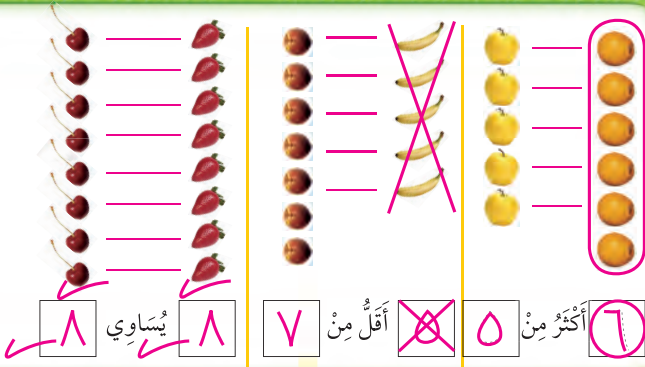 ٦ أَكْثَرُ مِنْ ٥
٥ أَقَلُّ مِنْ ٧
٨ يُسَاوِي ٨